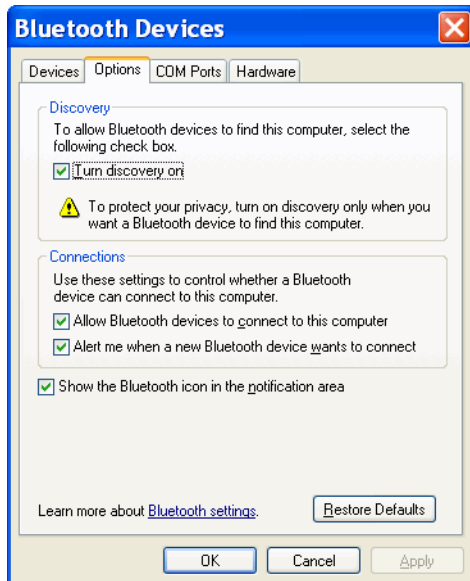 Bluetooth Devices
Devices Options COM Ports Hardware
Discovery
To allow Bluetooth devices to find this computer, select the
following check box.
Turn discovery on
To protect your privacy, turn on discovery only when you
want a Bluetooth device to find this computer.
Connections
Use these settings to control whether a Bluetooth
device can connect to this computer.
Allow Bluetooth devices to connect to this computer
Alert me when a new Bluetooth device wants to connect
Show the Bluetooth icon in the notification area
Learn more about Bluetooth settings. Restore Defaults
OK Cancel Apply